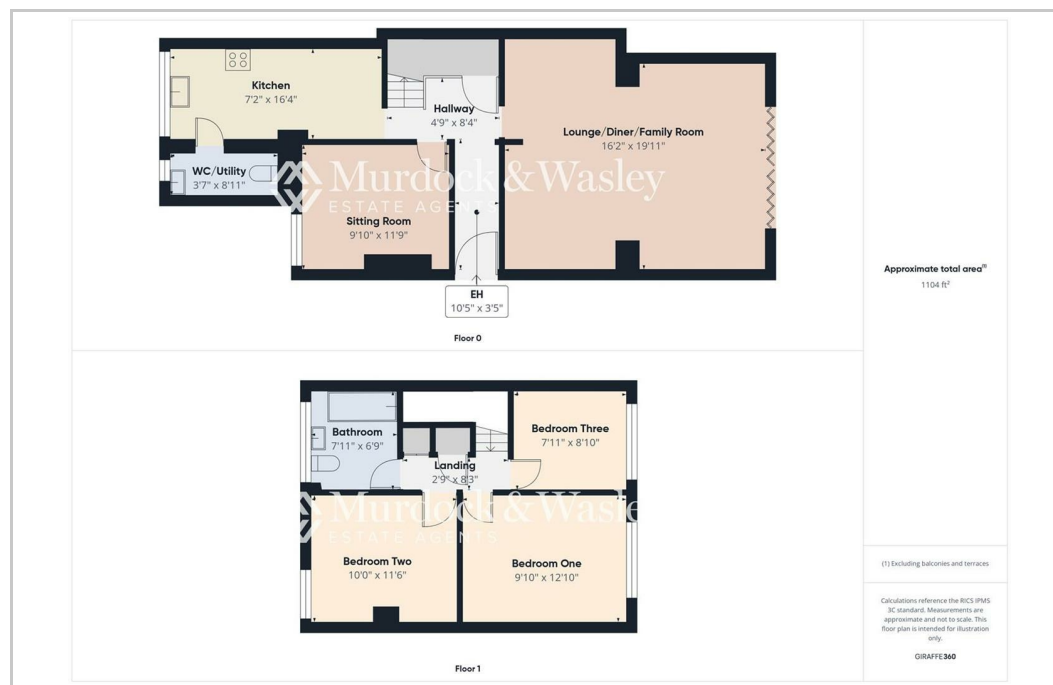 Kitchen
7'2" x 16'4"
Hallway
4'9" x 8'4"
Lounge/Diner/Family Room
16'2" x 19'11"
WC/Utility
3'7" x 8'11"
Murdock & Wasley
ESTATE AGENTS
Sitting Room
9'10" x 11'9"
EH
10'5" x 3'5"
Floor 0
Approximate total area(1)
1104 ft²
Bathroom
7'11" x 6'9"
Bedroom Three
7'11" x 8'10"
Landing
2'9" x 8'3"
Murdock & Wasley
ESTATE AGENTS
Bedroom Two
10'0" x 11'6"
Bedroom One
9'10" x 12'10"
Floor 1
(1) Excluding balconies and terraces
Calculations reference the RICS IPMS
3C standard. Measurements are
approximate and not to scale. This
floor plan is intended for illustration
only.
GIRAFFE360